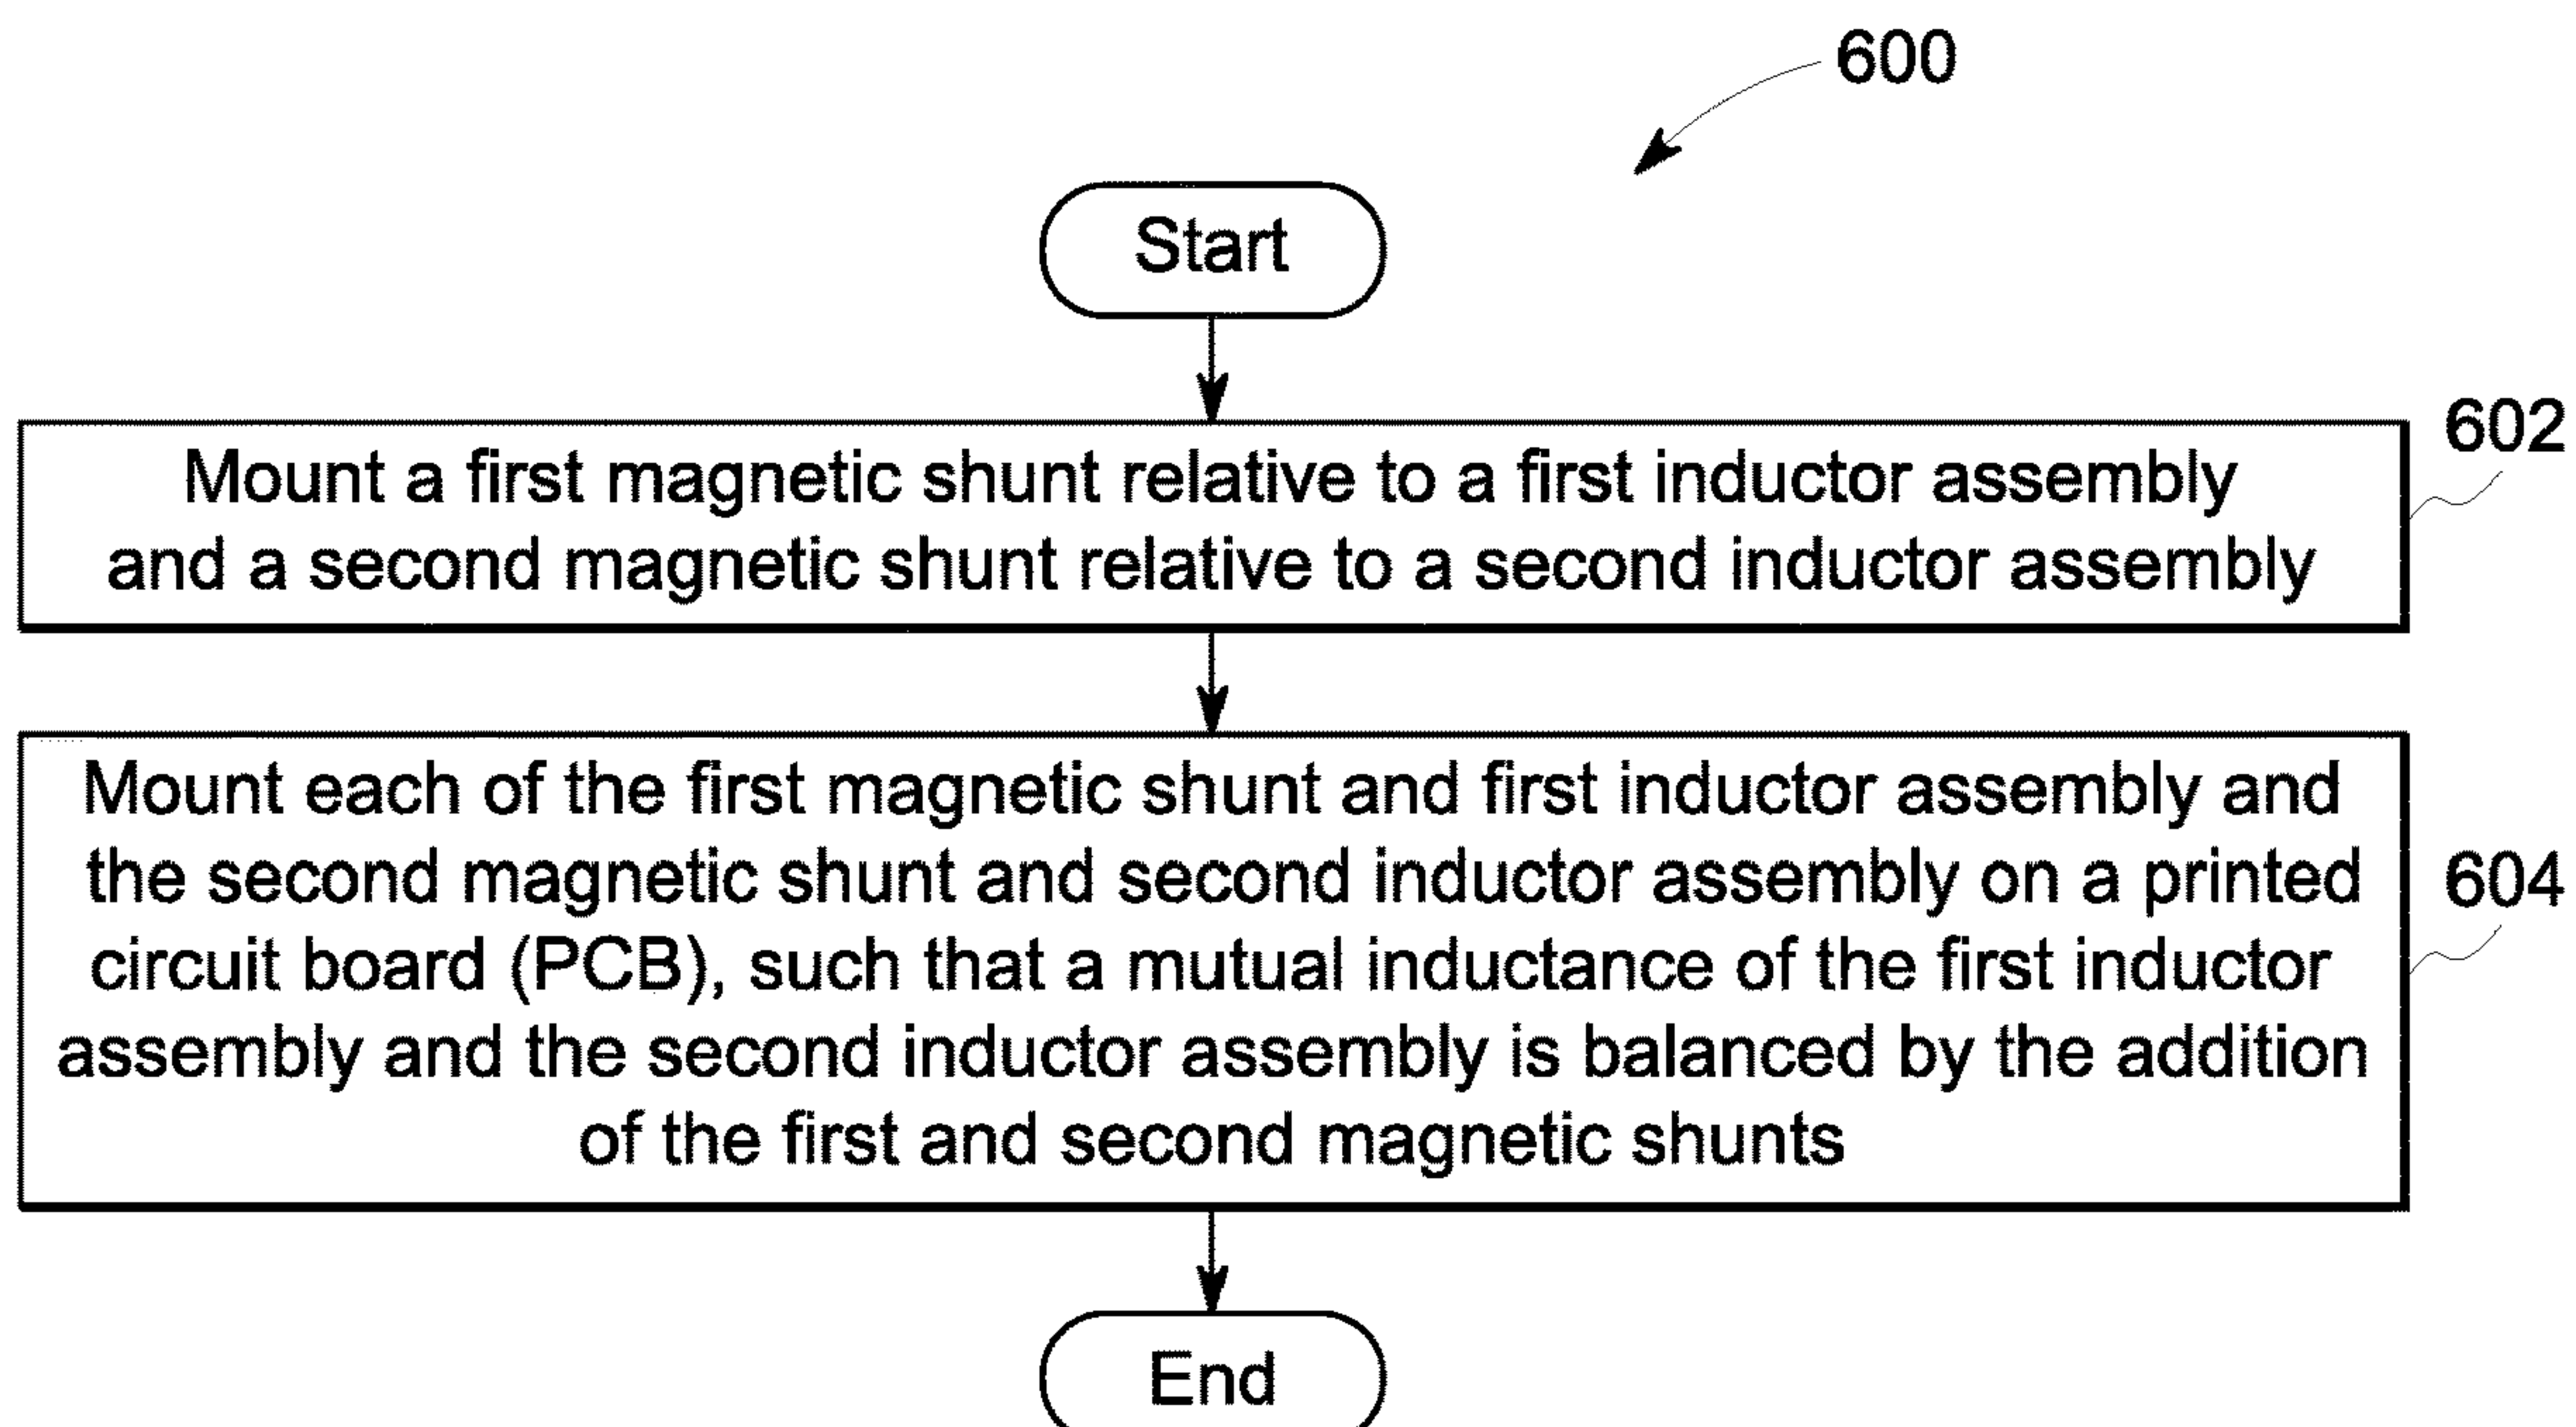 600
Start
602
Mount a first magnetic shunt relative to a first inductor assembly
and a second magnetic shunt relative to a second inductor assembly
Mount each of the first magnetic shunt and first inductor assembly and
the second magnetic shunt and second inductor assembly on a printed
604
circuit board (PCB), such that a mutual inductance of the first inductor
assembly and the second inductor assembly is balanced by the addition
of the first and second magnetic shunts
End